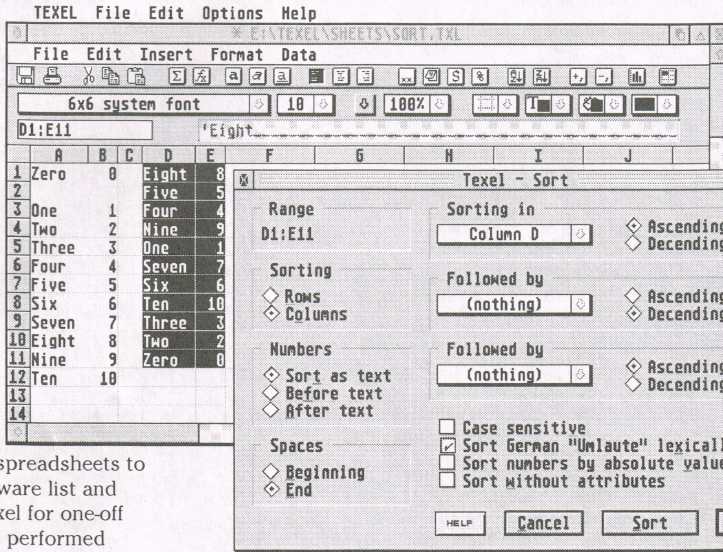 TEXEL File Edit Options Help
* E:\TEXEL\SHEETS\SORT.TXL
File Edit Insert Format Data
6x6 system font 10 100%
D1:E11 'Eight
A B C D E F G H I J
1 Zero 0 Eight 8
2 Five 5
3 One 1 Four 4
4 Two 2 Nine 9
5 Three 3 One 1
6 Four 4 Seven 7
7 Five 5 Six 6
8 Six 6 Ten 10
9 Seven 7 Three 3
10 Eight 8 Two 2
11 Nine 9 Zero 0
12 Ten 10
13
14
Texel - Sort
Range
D1:E11
Sorting in
Column D
Ascending
Decending
Sorting
Rows
Columns
Followed by
(nothing)
Ascending
Decending
Numbers
Sort as text
Before text
After text
Followed by
(nothing)
Ascending
Decending
Spaces
Beginning
End
Case sensitive
Sort German "Umlaute" lexicall
Sort numbers by absolute value
Sort without attributes
HELP Cancel Sort
spreadsheets to
ware list and
xel for one-off
performed